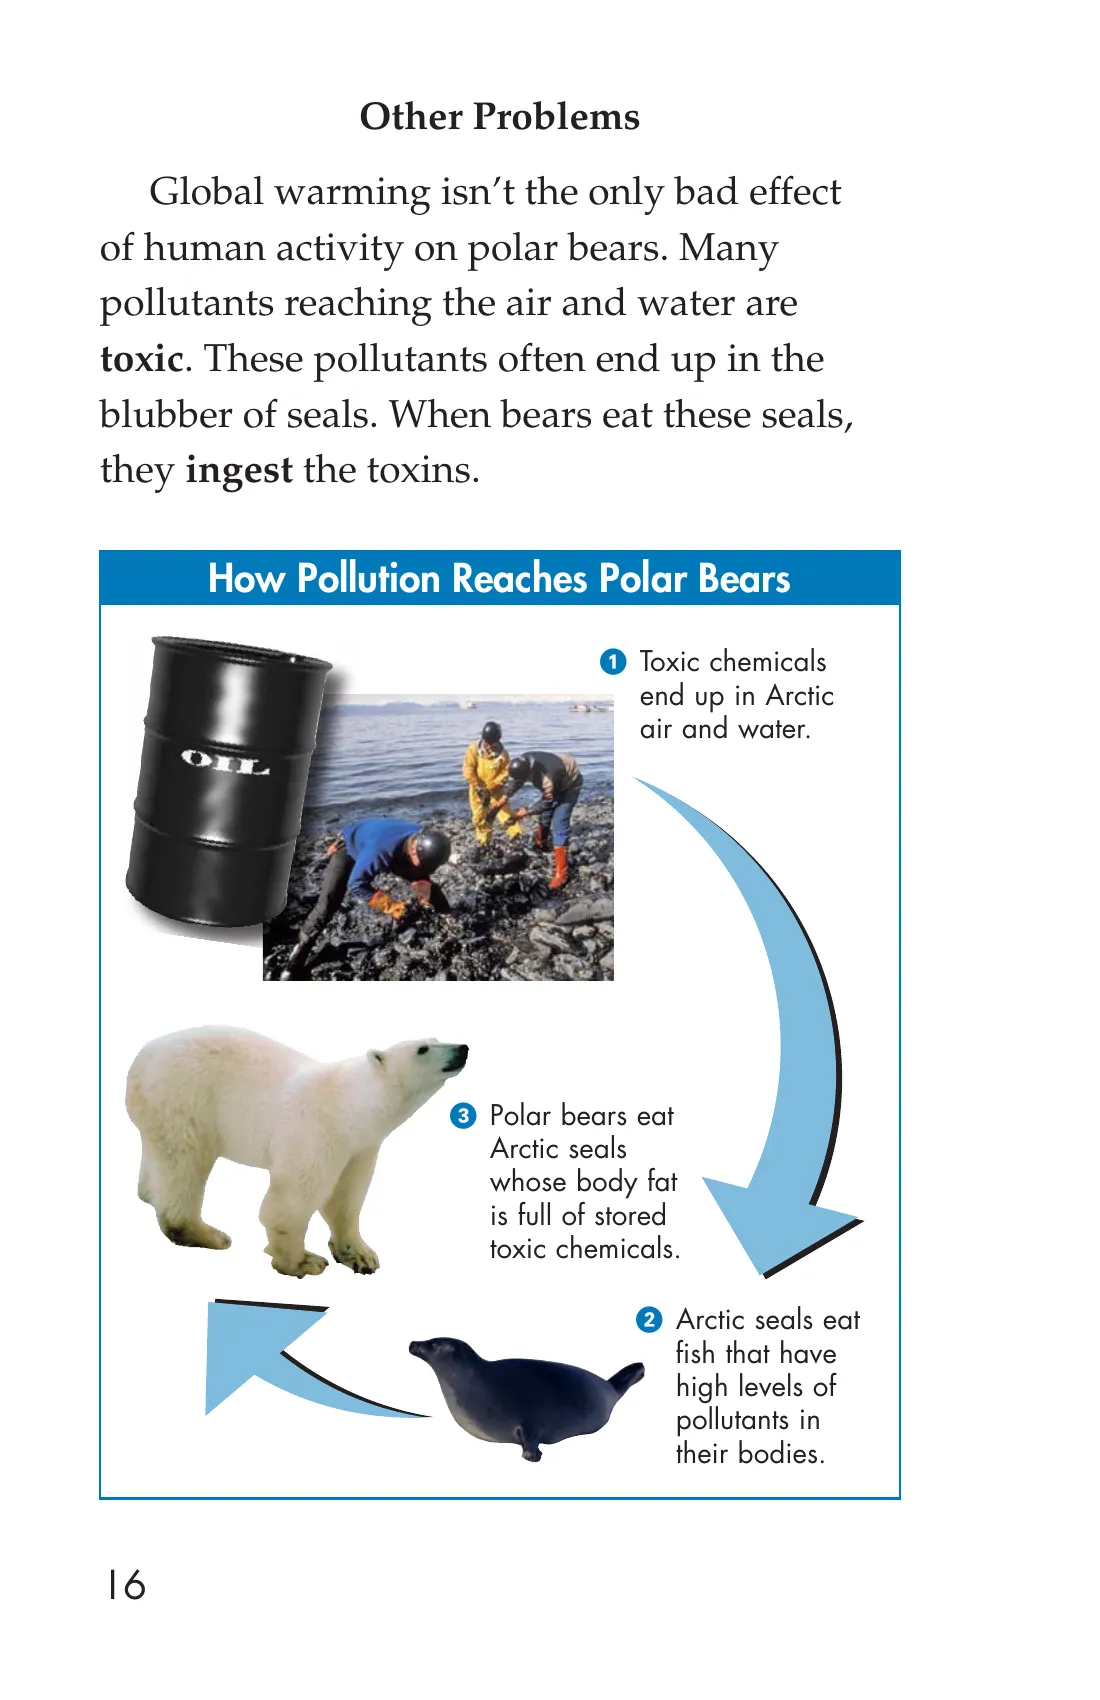 Other Problems
Global warming isn’t the only bad effect
of human activity on polar bears. Many
pollutants reaching the air and water are
toxic. These pollutants often end up in the
blubber of seals. When bears eat these seals,
they ingest the toxins.
How Pollution Reaches Polar Bears
OIL
1 Toxic chemicals
end up in Arctic
air and water.
3 Polar bears eat
Arctic seals
whose body fat
is full of stored
toxic chemicals.
2 Arctic seals eat
fish that have
high levels of
pollutants in
their bodies.
16